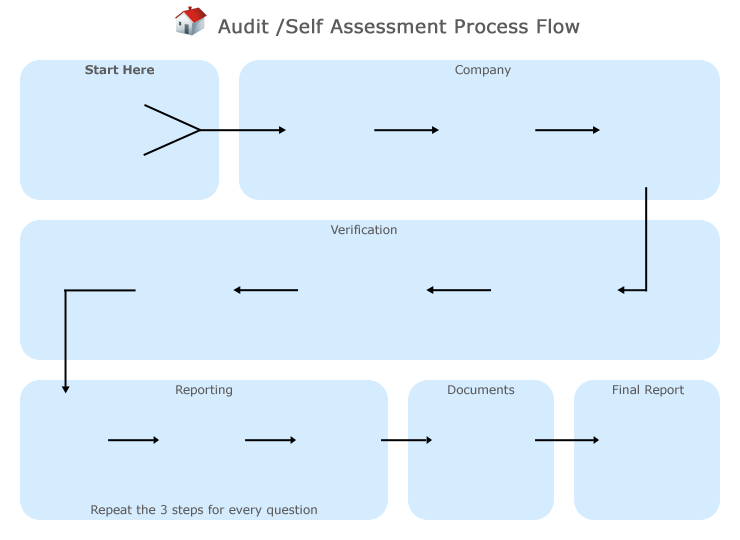 Audit /Self Assessment Process Flow
Start Here
Company
Verification
Reporting
Documents
Final Report
Repeat the 3 steps for every question